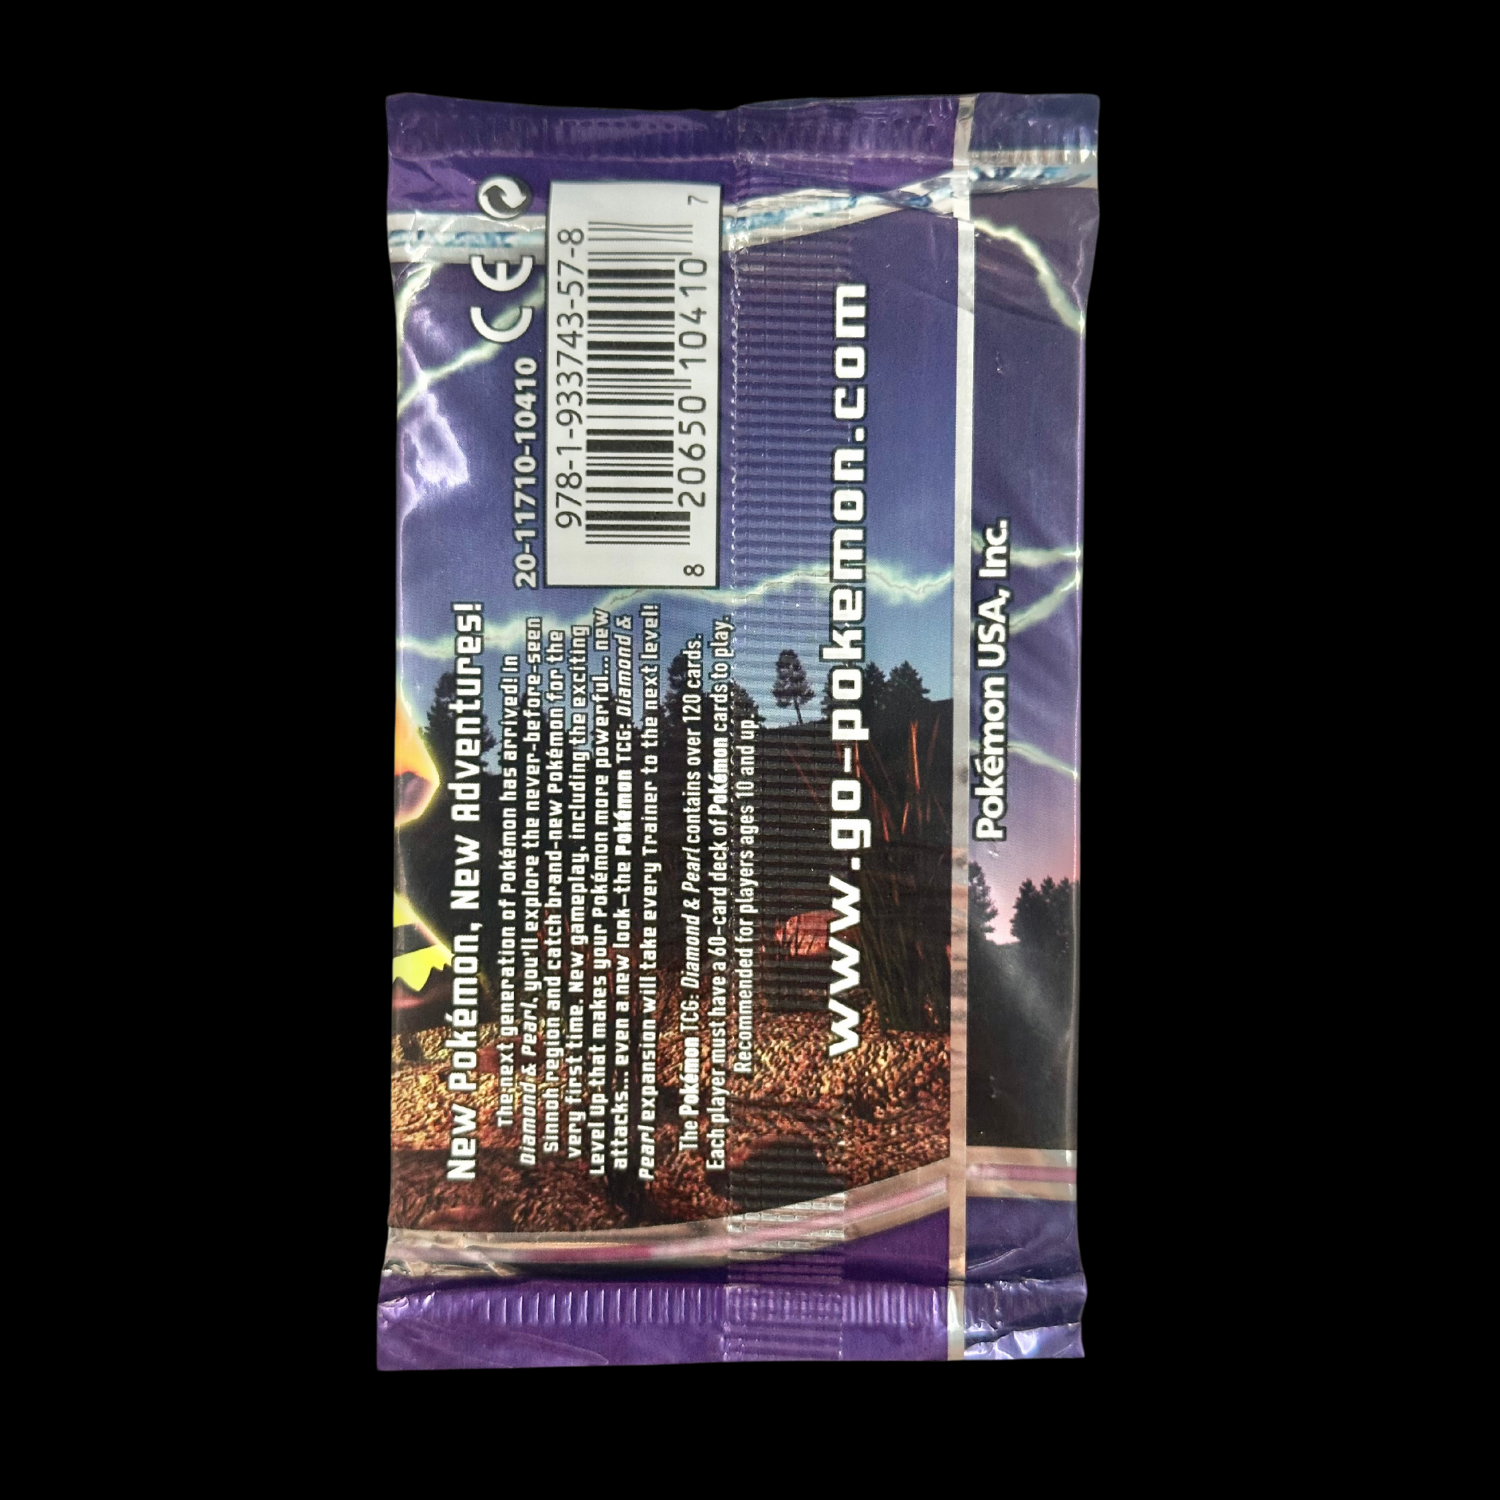 New Pokémon, New Adventures!
The next generation of Pokémon has arrived! In
Diamond & Pearl, you'll explore the never-before-seen
Sinnoh region and catch brand-new Pokémon for the
very first time. New gameplay, including the exciting
Level Up that makes your Pokémon more powerful... new
attacks... even a new look—the Pokémon TCG: Diamond &
Pearl expansion will take every Trainer to the next level!
The Pokémon TCG: Diamond & Pearl contains over 120 cards.
Each player must have a 60-card deck of Pokémon cards to play.
Recommended for players ages 10 and up.
20-11710-10410
CE
978-1-933743-57-8
8 20650 10410 7
www.go-pokemon.com
Pokémon USA, Inc.